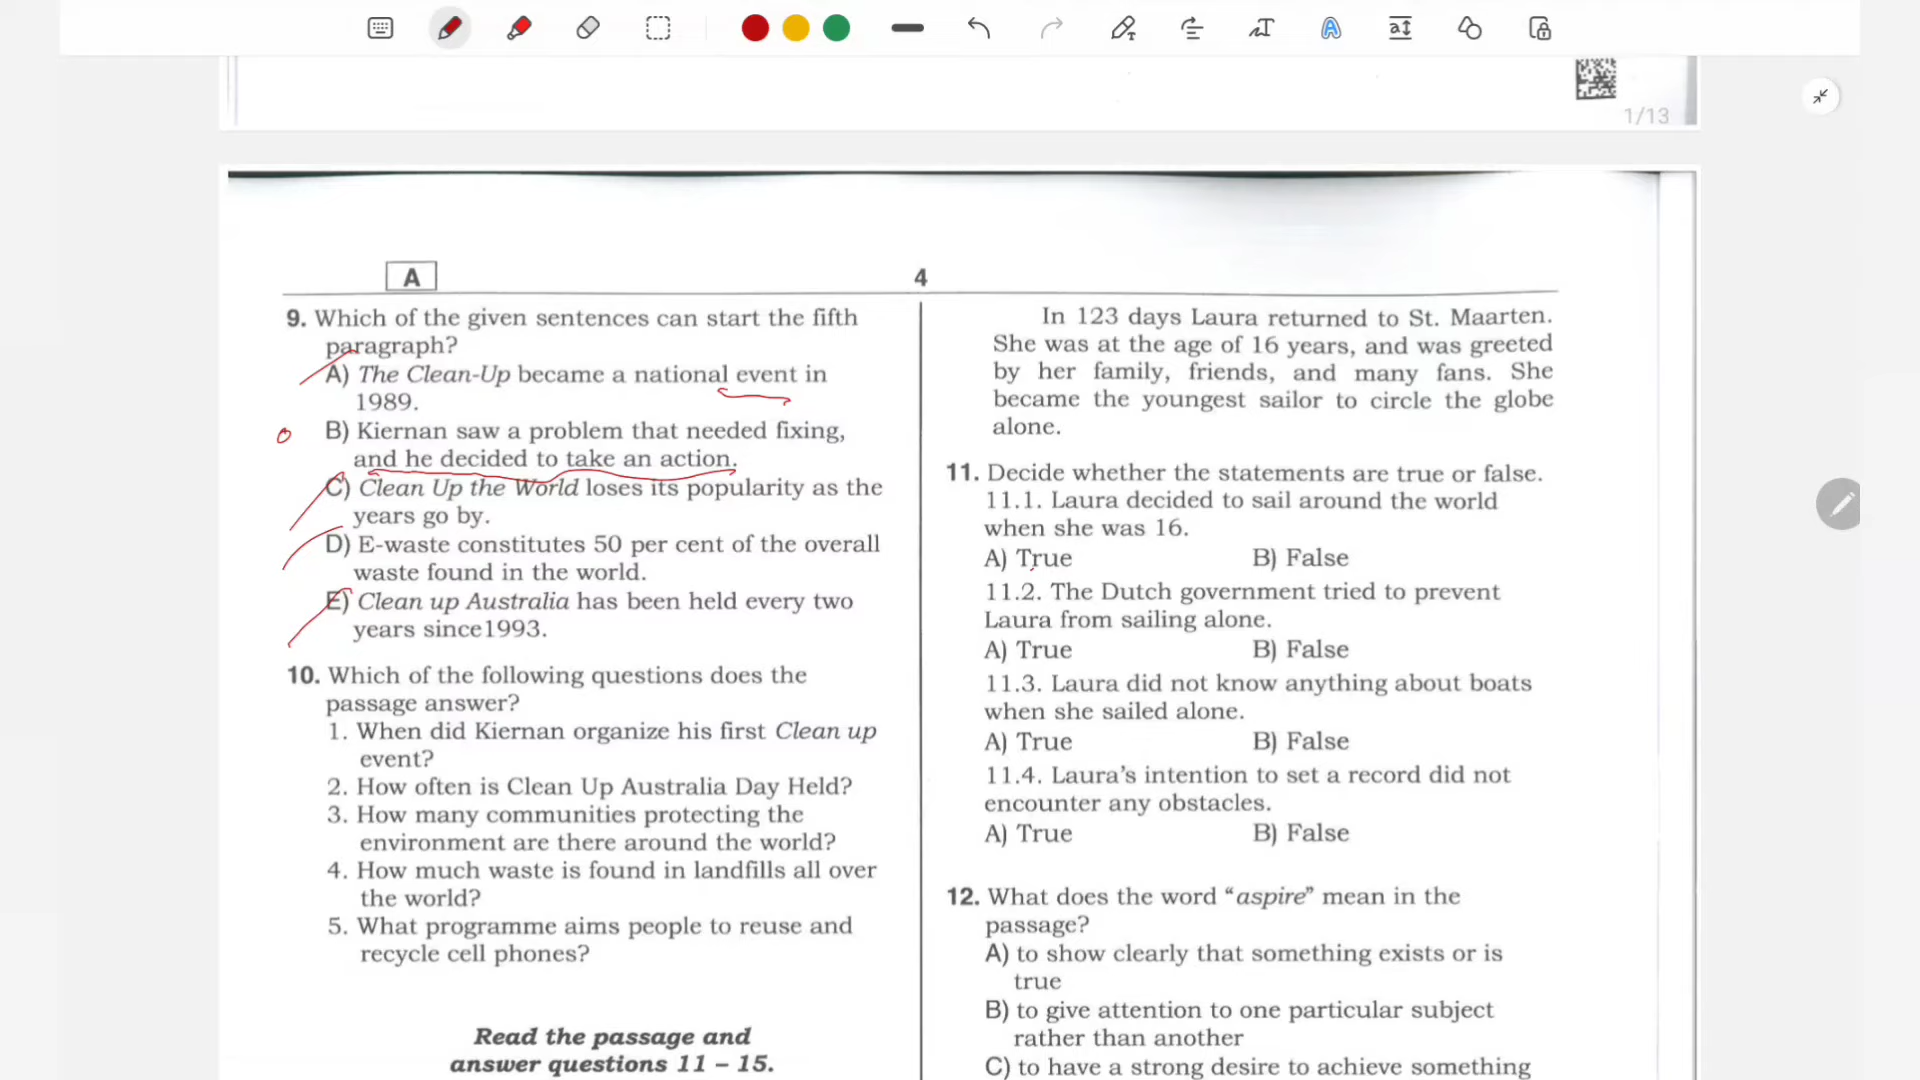 1/13
A
4
9. Which of the given sentences can start the fifth
paragraph?
A) The Clean-Up became a national event in
1989.
B) Kiernan saw a problem that needed fixing,
and he decided to take an action.
C) Clean Up the World loses its popularity as the
years go by.
D) E-waste constitutes 50 per cent of the overall
waste found in the world.
E) Clean up Australia has been held every two
years since1993.
10. Which of the following questions does the
passage answer?
1. When did Kiernan organize his first Clean up
event?
2. How often is Clean Up Australia Day Held?
3. How many communities protecting the
environment are there around the world?
4. How much waste is found in landfills all over
the world?
5. What programme aims people to reuse and
recycle cell phones?
Read the passage and
answer questions 11 – 15.
In 123 days Laura returned to St. Maarten.
She was at the age of 16 years, and was greeted
by her family, friends, and many fans. She
became the youngest sailor to circle the globe
alone.
11. Decide whether the statements are true or false.
11.1. Laura decided to sail around the world
when she was 16.
A) True B) False
11.2. The Dutch government tried to prevent
Laura from sailing alone.
A) True B) False
11.3. Laura did not know anything about boats
when she sailed alone.
A) True B) False
11.4. Laura's intention to set a record did not
encounter any obstacles.
A) True B) False
12. What does the word “aspire” mean in the
passage?
A) to show clearly that something exists or is
true
B) to give attention to one particular subject
rather than another
C) to have a strong desire to achieve something